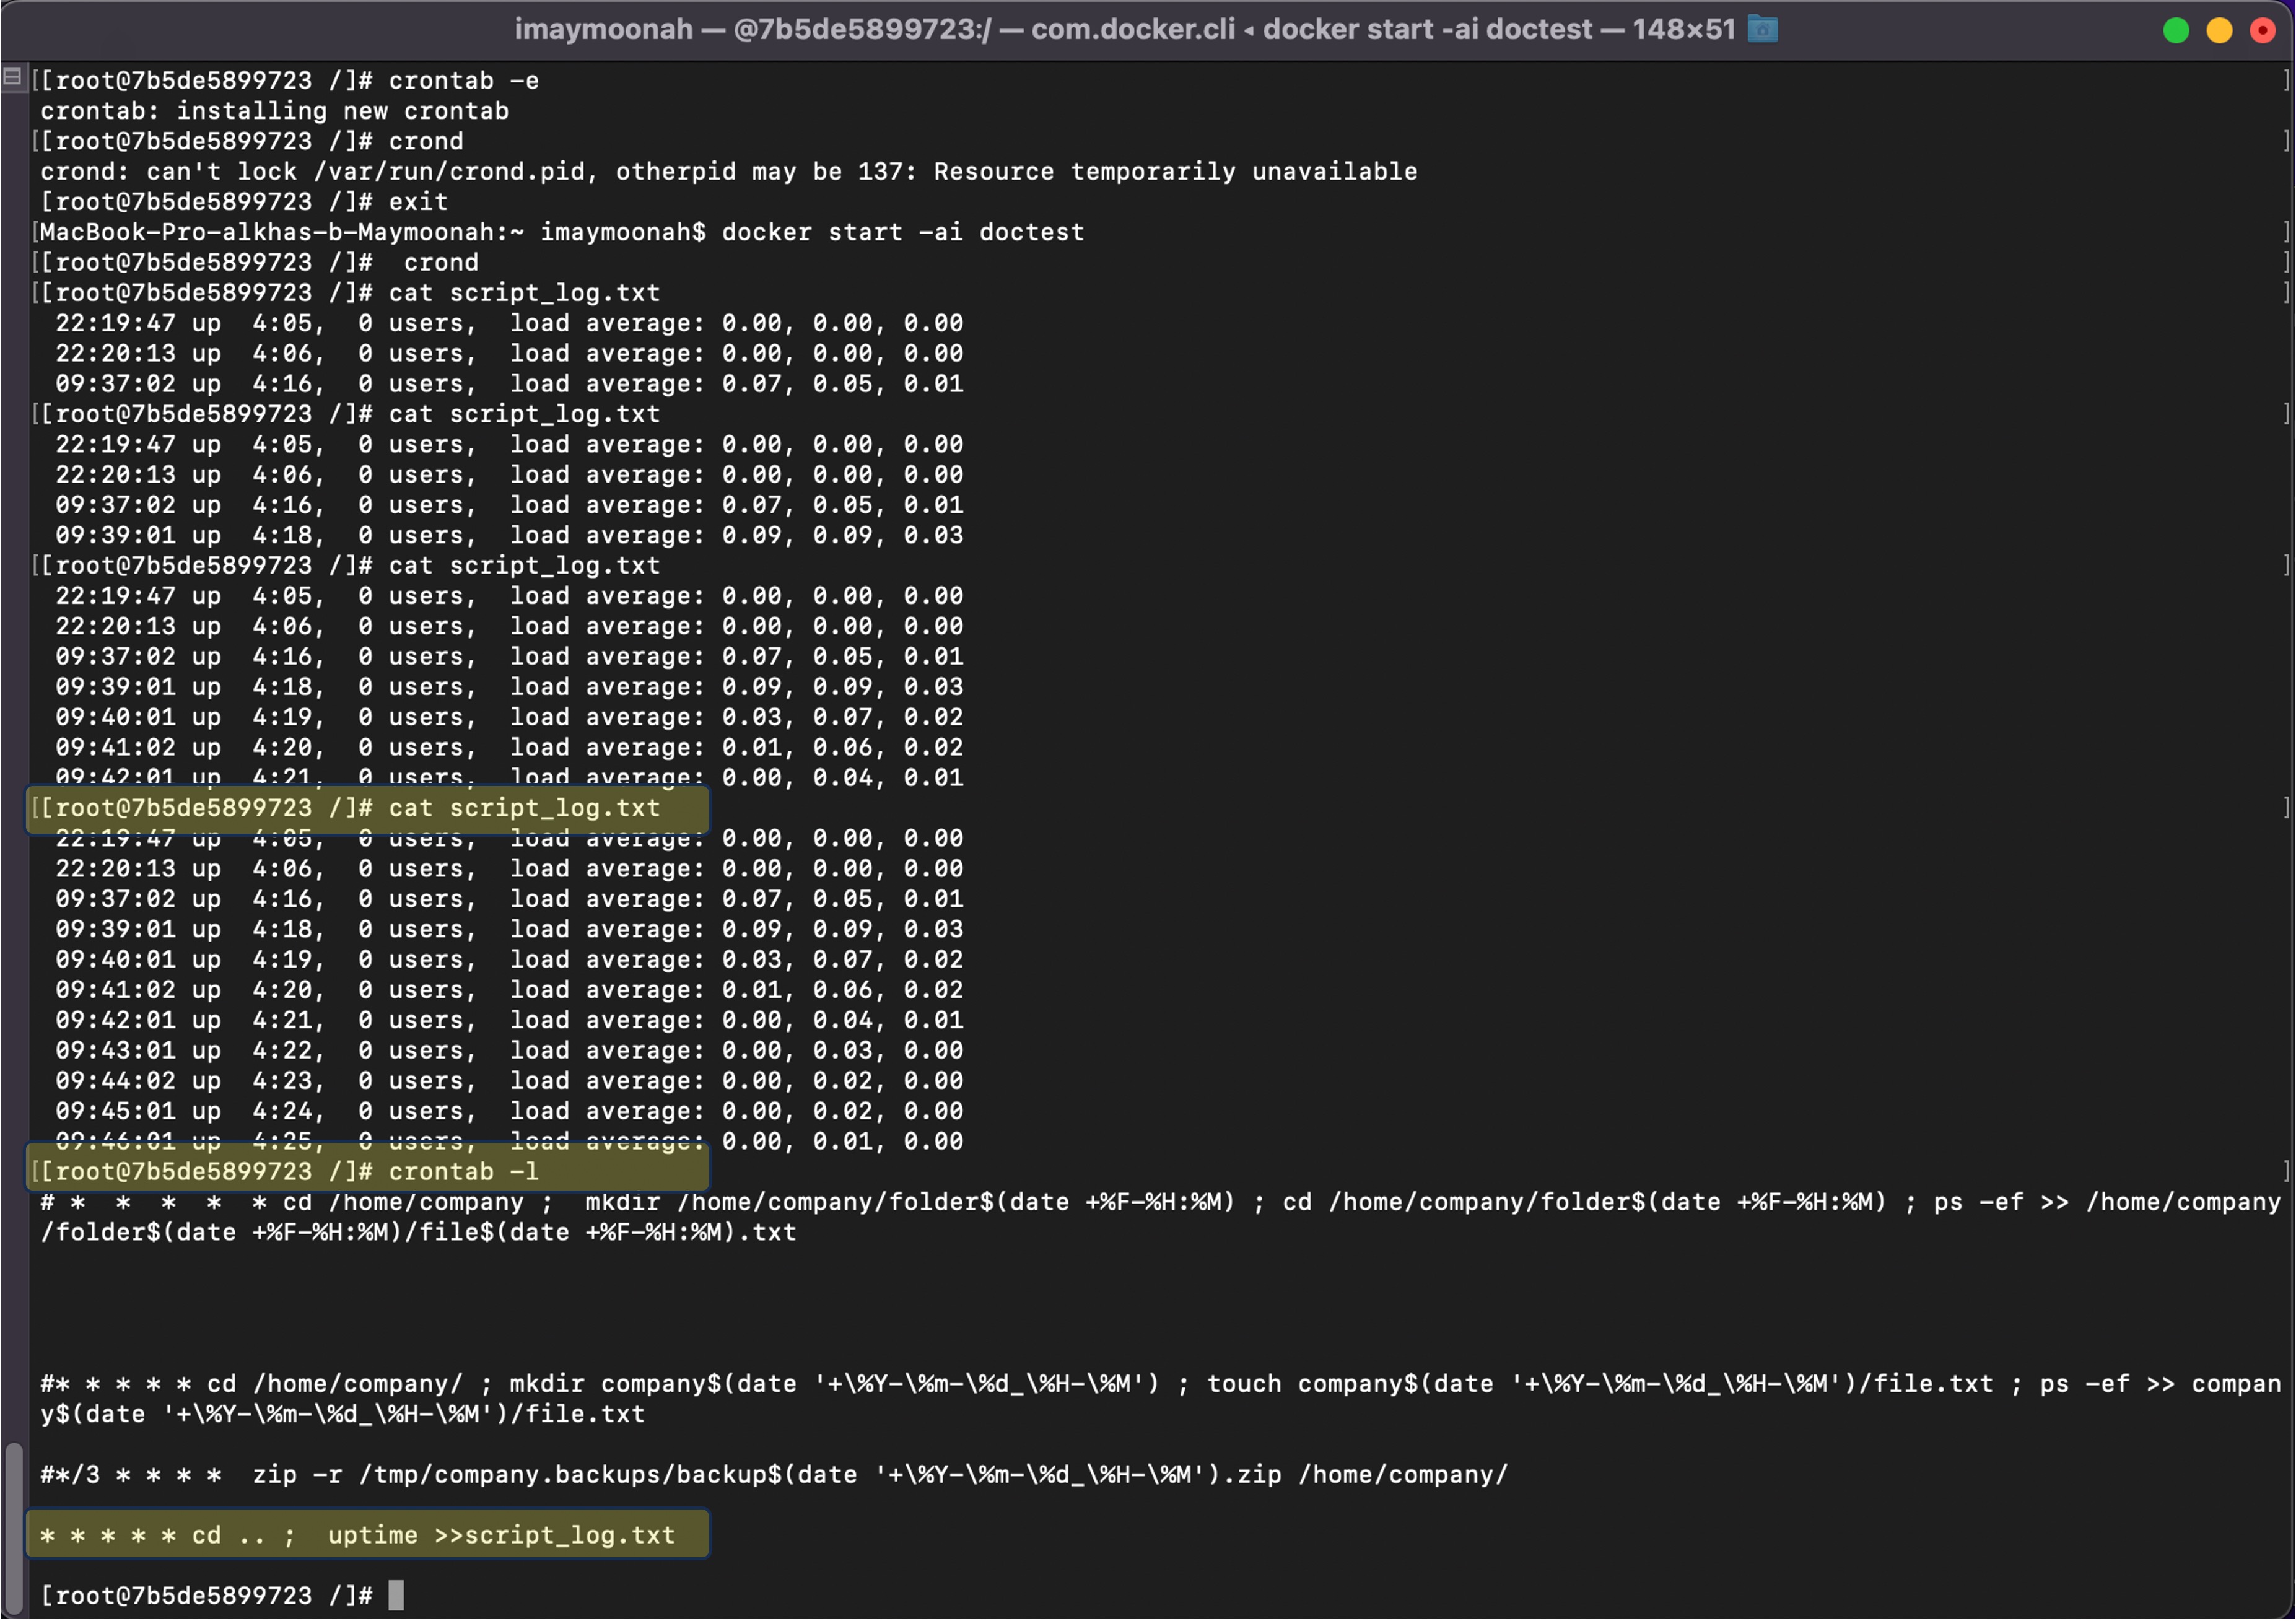 imaymoonah — @7b5de5899723:/ — com.docker.cli ◂ docker start -ai doctest — 148×51
[[root@7b5de5899723 /]# crontab -e ]
crontab: installing new crontab
[[root@7b5de5899723 /]# crond ]
crond: can't lock /var/run/crond.pid, otherpid may be 137: Resource temporarily unavailable
[root@7b5de5899723 /]# exit
[MacBook-Pro-alkhas-b-Maymoonah:~ imaymoonah$ docker start -ai doctest ]
[[root@7b5de5899723 /]#  crond ]
[[root@7b5de5899723 /]# cat script_log.txt ]
 22:19:47 up  4:05,  0 users,  load average: 0.00, 0.00, 0.00
 22:20:13 up  4:06,  0 users,  load average: 0.00, 0.00, 0.00
 09:37:02 up  4:16,  0 users,  load average: 0.07, 0.05, 0.01
[[root@7b5de5899723 /]# cat script_log.txt ]
 22:19:47 up  4:05,  0 users,  load average: 0.00, 0.00, 0.00
 22:20:13 up  4:06,  0 users,  load average: 0.00, 0.00, 0.00
 09:37:02 up  4:16,  0 users,  load average: 0.07, 0.05, 0.01
 09:39:01 up  4:18,  0 users,  load average: 0.09, 0.09, 0.03
[[root@7b5de5899723 /]# cat script_log.txt ]
 22:19:47 up  4:05,  0 users,  load average: 0.00, 0.00, 0.00
 22:20:13 up  4:06,  0 users,  load average: 0.00, 0.00, 0.00
 09:37:02 up  4:16,  0 users,  load average: 0.07, 0.05, 0.01
 09:39:01 up  4:18,  0 users,  load average: 0.09, 0.09, 0.03
 09:40:01 up  4:19,  0 users,  load average: 0.03, 0.07, 0.02
 09:41:02 up  4:20,  0 users,  load average: 0.01, 0.06, 0.02
 09:42:01 up  4:21,  0 users,  load average: 0.00, 0.04, 0.01
[[root@7b5de5899723 /]# cat script_log.txt ]
 22:19:47 up  4:05,  0 users,  load average: 0.00, 0.00, 0.00
 22:20:13 up  4:06,  0 users,  load average: 0.00, 0.00, 0.00
 09:37:02 up  4:16,  0 users,  load average: 0.07, 0.05, 0.01
 09:39:01 up  4:18,  0 users,  load average: 0.09, 0.09, 0.03
 09:40:01 up  4:19,  0 users,  load average: 0.03, 0.07, 0.02
 09:41:02 up  4:20,  0 users,  load average: 0.01, 0.06, 0.02
 09:42:01 up  4:21,  0 users,  load average: 0.00, 0.04, 0.01
 09:43:01 up  4:22,  0 users,  load average: 0.00, 0.03, 0.00
 09:44:02 up  4:23,  0 users,  load average: 0.00, 0.02, 0.00
 09:45:01 up  4:24,  0 users,  load average: 0.00, 0.02, 0.00
 09:46:01 up  4:25,  0 users,  load average: 0.00, 0.01, 0.00
[[root@7b5de5899723 /]# crontab -l ]
# *  *  *  *  * cd /home/company ;  mkdir /home/company/folder$(date +%F-%H:%M) ; cd /home/company/folder$(date +%F-%H:%M) ; ps -ef >> /home/company
/folder$(date +%F-%H:%M)/file$(date +%F-%H:%M).txt
#* * * * * cd /home/company/ ; mkdir company$(date '+\%Y-\%m-\%d_\%H-\%M') ; touch company$(date '+\%Y-\%m-\%d_\%H-\%M')/file.txt ; ps -ef >> compan
y$(date '+\%Y-\%m-\%d_\%H-\%M')/file.txt
#*/3 * * * *  zip -r /tmp/company.backups/backup$(date '+\%Y-\%m-\%d_\%H-\%M').zip /home/company/
* * * * * cd .. ;  uptime >>script_log.txt
[root@7b5de5899723 /]#